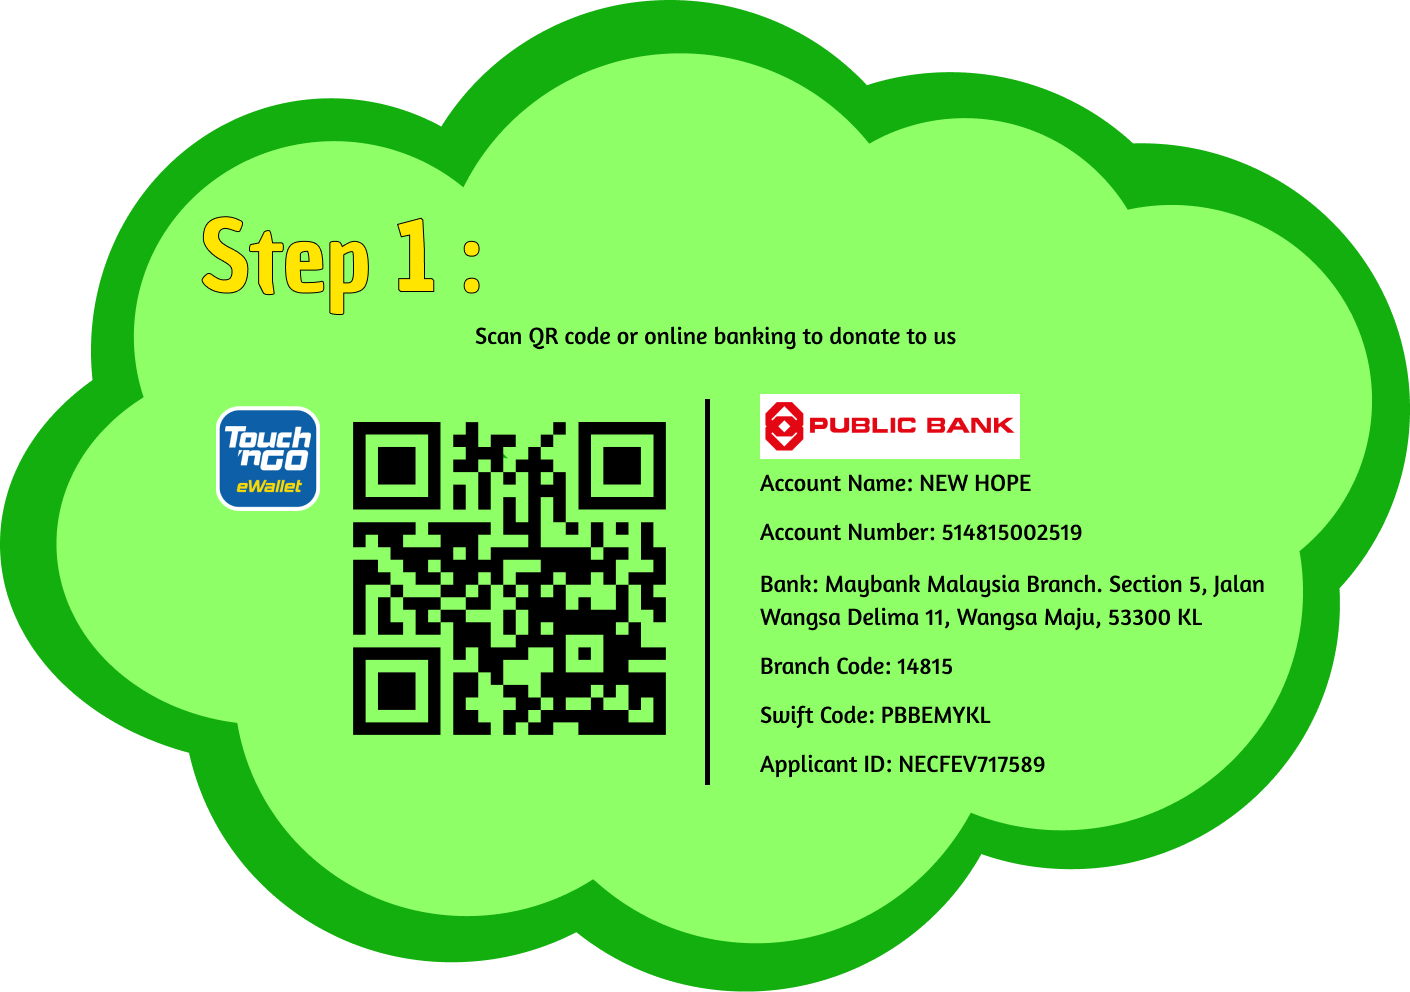 Step 1 :
Scan QR code or online banking to donate to us
Touch
'nGO
eWallet
PUBLIC BANK
Account Name: NEW HOPE
Account Number: 514815002519
Bank: Maybank Malaysia Branch. Section 5, Jalan
Wangsa Delima 11, Wangsa Maju, 53300 KL
Branch Code: 14815
Swift Code: PBBEMYKL
Applicant ID: NECFEV717589